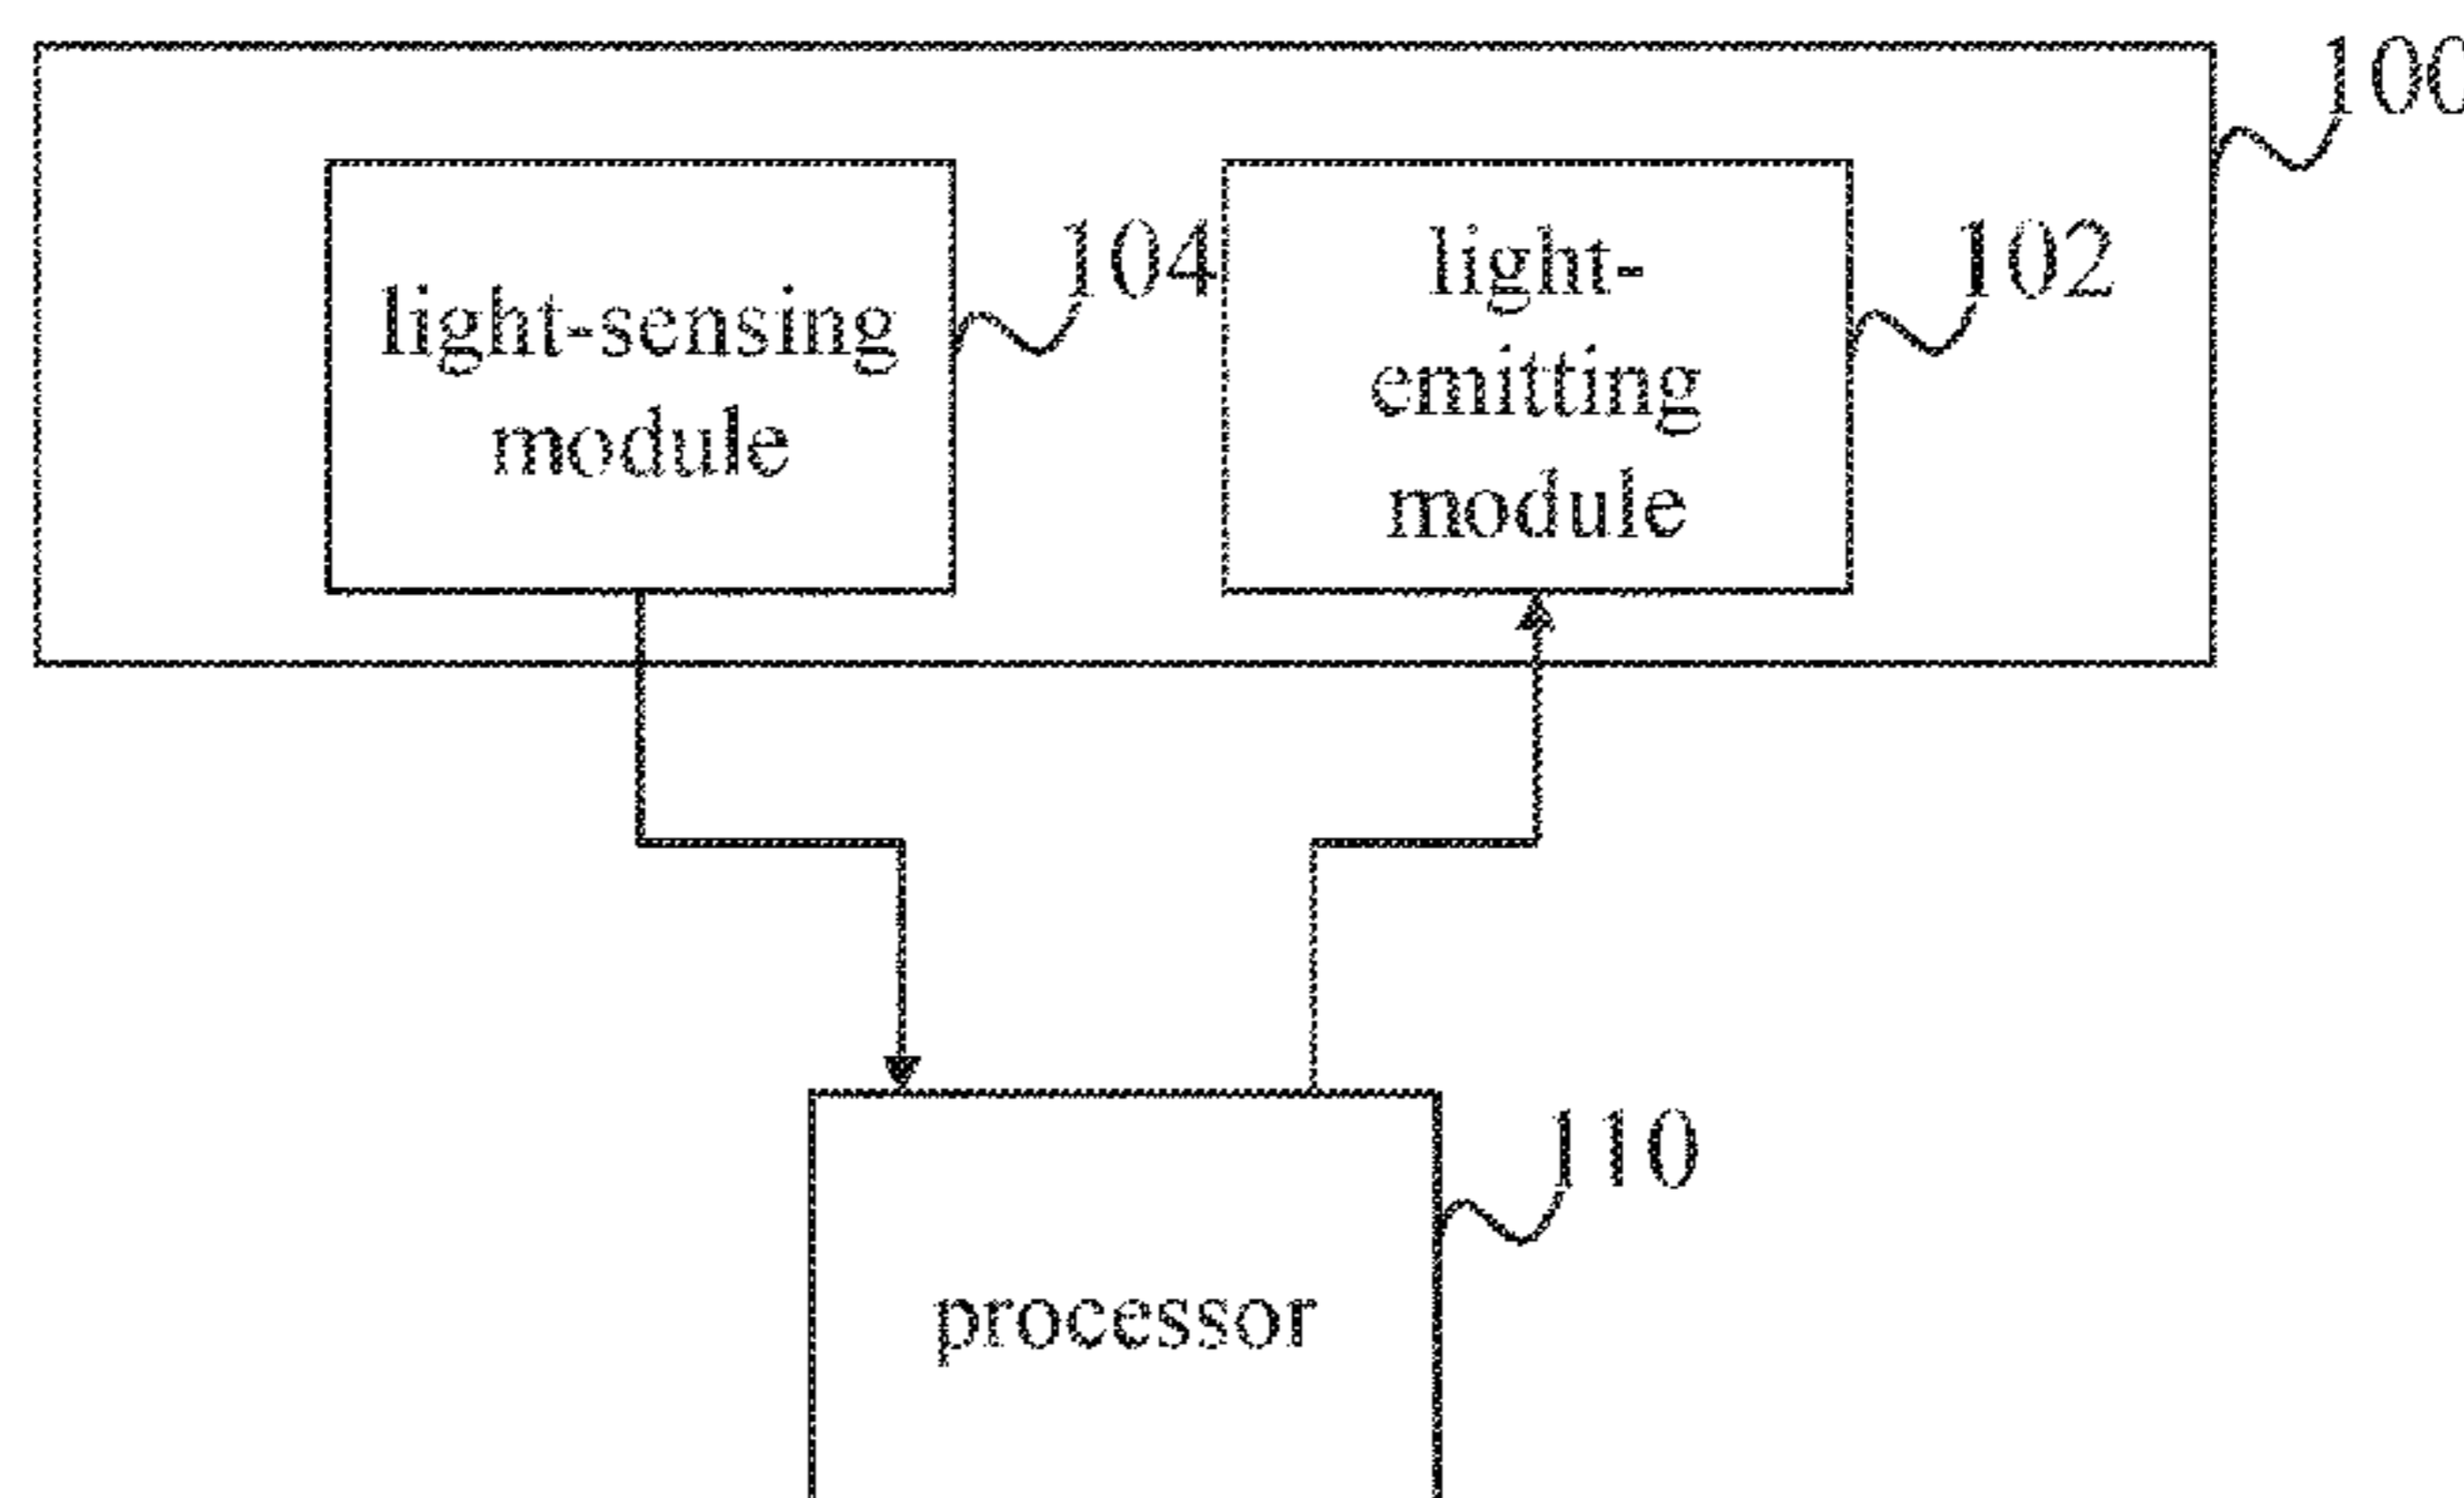 100
104
102
light-sensing
module
light-
emitting
module
110
processor